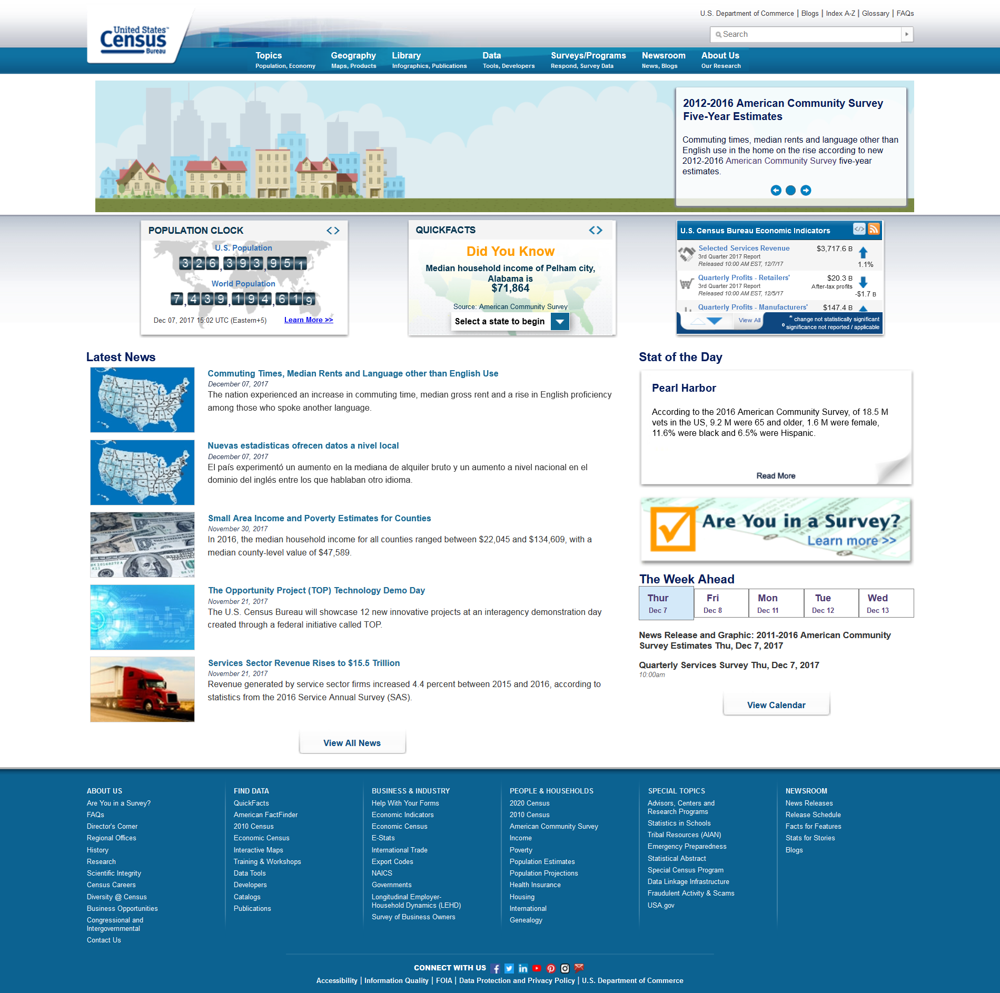 U.S. Department of Commerce | Blogs | Index A-Z | Glossary | FAQs
United States™
Census
Bureau
Search
Topics
Population, Economy
Geography
Maps, Products
Library
Infographics, Publications
Data
Tools, Developers
Surveys/Programs
Respond, Survey Data
Newsroom
News, Blogs
About Us
Our Research
2012-2016 American Community Survey
Five-Year Estimates
Commuting times, median rents and language other than
English use in the home on the rise according to new
2012-2016 American Community Survey five-year
estimates.
POPULATION CLOCK
U.S. Population
326,393,951
World Population
7,439,194,619
Dec 07, 2017 15:02 UTC (Eastern+5)
Learn More >>
QUICKFACTS
Did You Know
Median household income of Pelham city,
Alabama is
$71,864
Source: American Community Survey
Select a state to begin
U.S. Census Bureau Economic Indicators
Selected Services Revenue
3rd Quarter 2017 Report
Released 10:00 AM EST, 12/7/17
$3,717.6 B
1.1%
Quarterly Profits - Retailers'
3rd Quarter 2017 Report
Released 10:00 AM EST, 12/5/17
$20.3 B
After-tax profits
-$1.7 B
Quarterly Profits - Manufacturers'
$147.4 B
View All
* change not statistically significant
0 significance not reported / applicable
Latest News
Commuting Times, Median Rents and Language other than English Use
December 07, 2017
The nation experienced an increase in commuting time, median gross rent and a rise in English proficiency
among those who spoke another language.
Nuevas estadísticas ofrecen datos a nivel local
December 07, 2017
El país experimentó un aumento en la mediana de alquiler bruto y un aumento a nivel nacional en el
dominio del inglés entre los que hablaban otro idioma.
Small Area Income and Poverty Estimates for Counties
November 30, 2017
In 2016, the median household income for all counties ranged between $22,045 and $134,609, with a
median county-level value of $47,589.
The Opportunity Project (TOP) Technology Demo Day
November 21, 2017
The U.S. Census Bureau will showcase 12 new innovative projects at an interagency demonstration day
created through a federal initiative called TOP.
Services Sector Revenue Rises to $15.5 Trillion
November 21, 2017
Revenue generated by service sector firms increased 4.4 percent between 2015 and 2016, according to
statistics from the 2016 Service Annual Survey (SAS).
View All News
Stat of the Day
Pearl Harbor
According to the 2016 American Community Survey, of 18.5 M
vets in the US, 9.2 M were 65 and older, 1.6 M were female,
11.6% were black and 6.5% were Hispanic.
Read More
Are You in a Survey?
Learn more >>
The Week Ahead
Thur
Dec 7
Fri
Dec 8
Mon
Dec 11
Tue
Dec 12
Wed
Dec 13
News Release and Graphic: 2011-2016 American Community
Survey Estimates Thu, Dec 7, 2017
Quarterly Services Survey Thu, Dec 7, 2017
10:00am
View Calendar
ABOUT US
Are You in a Survey?
FAQs
Director's Corner
Regional Offices
History
Research
Scientific Integrity
Census Careers
Diversity @ Census
Business Opportunities
Congressional and
Intergovernmental
Contact Us
FIND DATA
QuickFacts
American FactFinder
2010 Census
Economic Census
Interactive Maps
Training & Workshops
Data Tools
Developers
Catalogs
Publications
BUSINESS & INDUSTRY
Help With Your Forms
Economic Indicators
Economic Census
E-Stats
International Trade
Export Codes
NAICS
Governments
Longitudinal Employer-
Household Dynamics (LEHD)
Survey of Business Owners
PEOPLE & HOUSEHOLDS
2020 Census
2010 Census
American Community Survey
Income
Poverty
Population Estimates
Population Projections
Health Insurance
Housing
International
Genealogy
SPECIAL TOPICS
Advisors, Centers and
Research Programs
Statistics in Schools
Tribal Resources (AIAN)
Emergency Preparedness
Statistical Abstract
Special Census Program
Data Linkage Infrastructure
Fraudulent Activity & Scams
USA.gov
NEWSROOM
News Releases
Release Schedule
Facts for Features
Stats for Stories
Blogs
CONNECT WITH US
Accessibility | Information Quality | FOIA | Data Protection and Privacy Policy | U.S. Department of Commerce